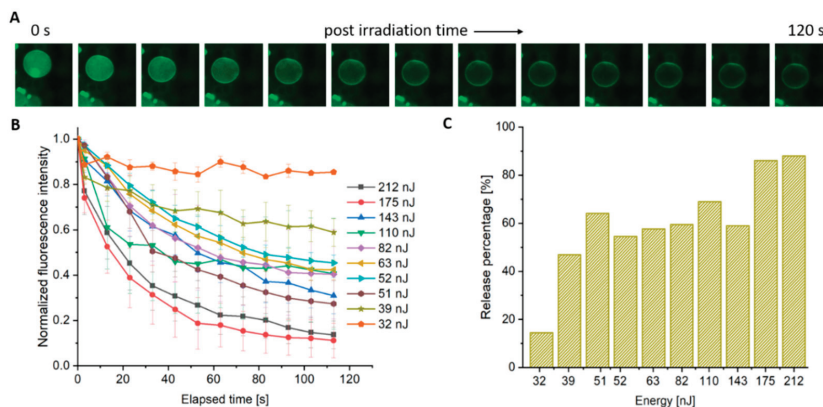 A
0 s
post irradiation time
120 s
B
Normalized fluorescence intensity
1.0
0.8
0.6
0.4
0.2
0.0
0
20
40
60
80
100
120
Elapsed time [s]
212 nJ
175 nJ
143 nJ
110 nJ
82 nJ
63 nJ
52 nJ
51 nJ
39 nJ
32 nJ
C
Release percentage [%]
100
80
60
40
20
0
32 39 51 52 63 82 110 143 175 212
Energy [nJ]